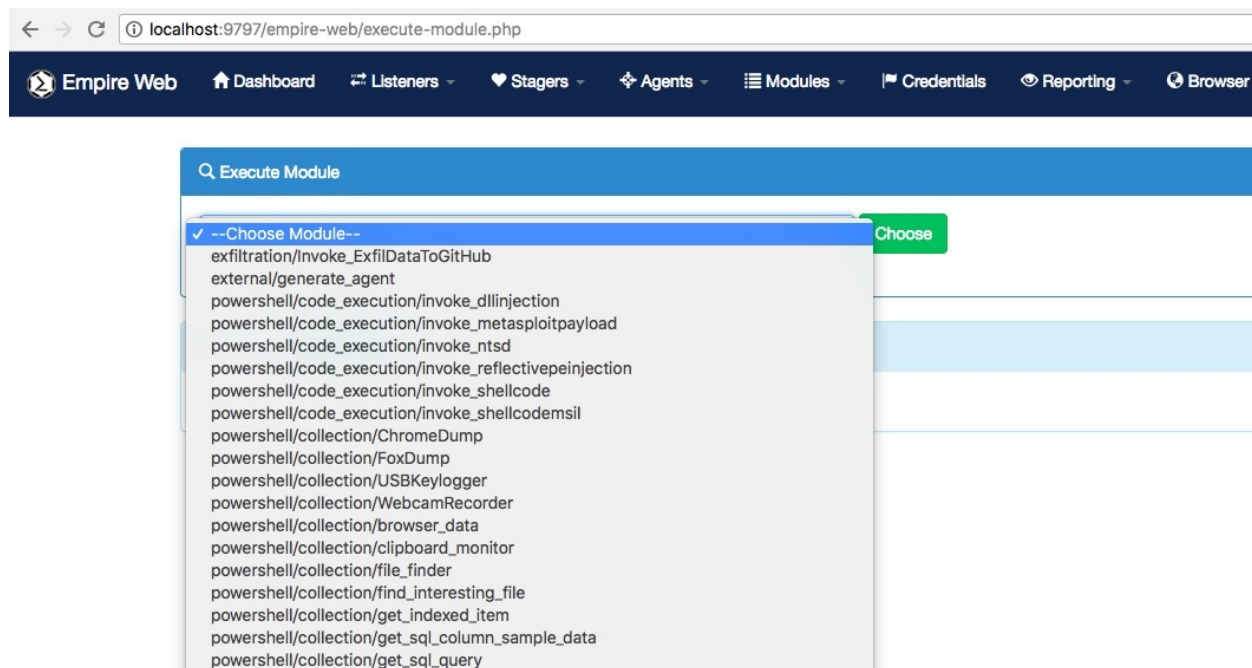 localhost:9797/empire-web/execute-module.php
Empire Web Dashboard Listeners Stagers Agents Modules Credentials Reporting Browser
Execute Module
--Choose Module--
Choose
exfiltration/Invoke_ExfilDataToGitHub
external/generate_agent
powershell/code_execution/invoke_dllinjection
powershell/code_execution/invoke_metasploitpayload
powershell/code_execution/invoke_ntsd
powershell/code_execution/invoke_reflectivepeinjection
powershell/code_execution/invoke_shellcode
powershell/code_execution/invoke_shellcodemsil
powershell/collection/ChromeDump
powershell/collection/FoxDump
powershell/collection/USBKeylogger
powershell/collection/WebcamRecorder
powershell/collection/browser_data
powershell/collection/clipboard_monitor
powershell/collection/file_finder
powershell/collection/find_interesting_file
powershell/collection/get_indexed_item
powershell/collection/get_sql_column_sample_data
powershell/collection/get_sql_query